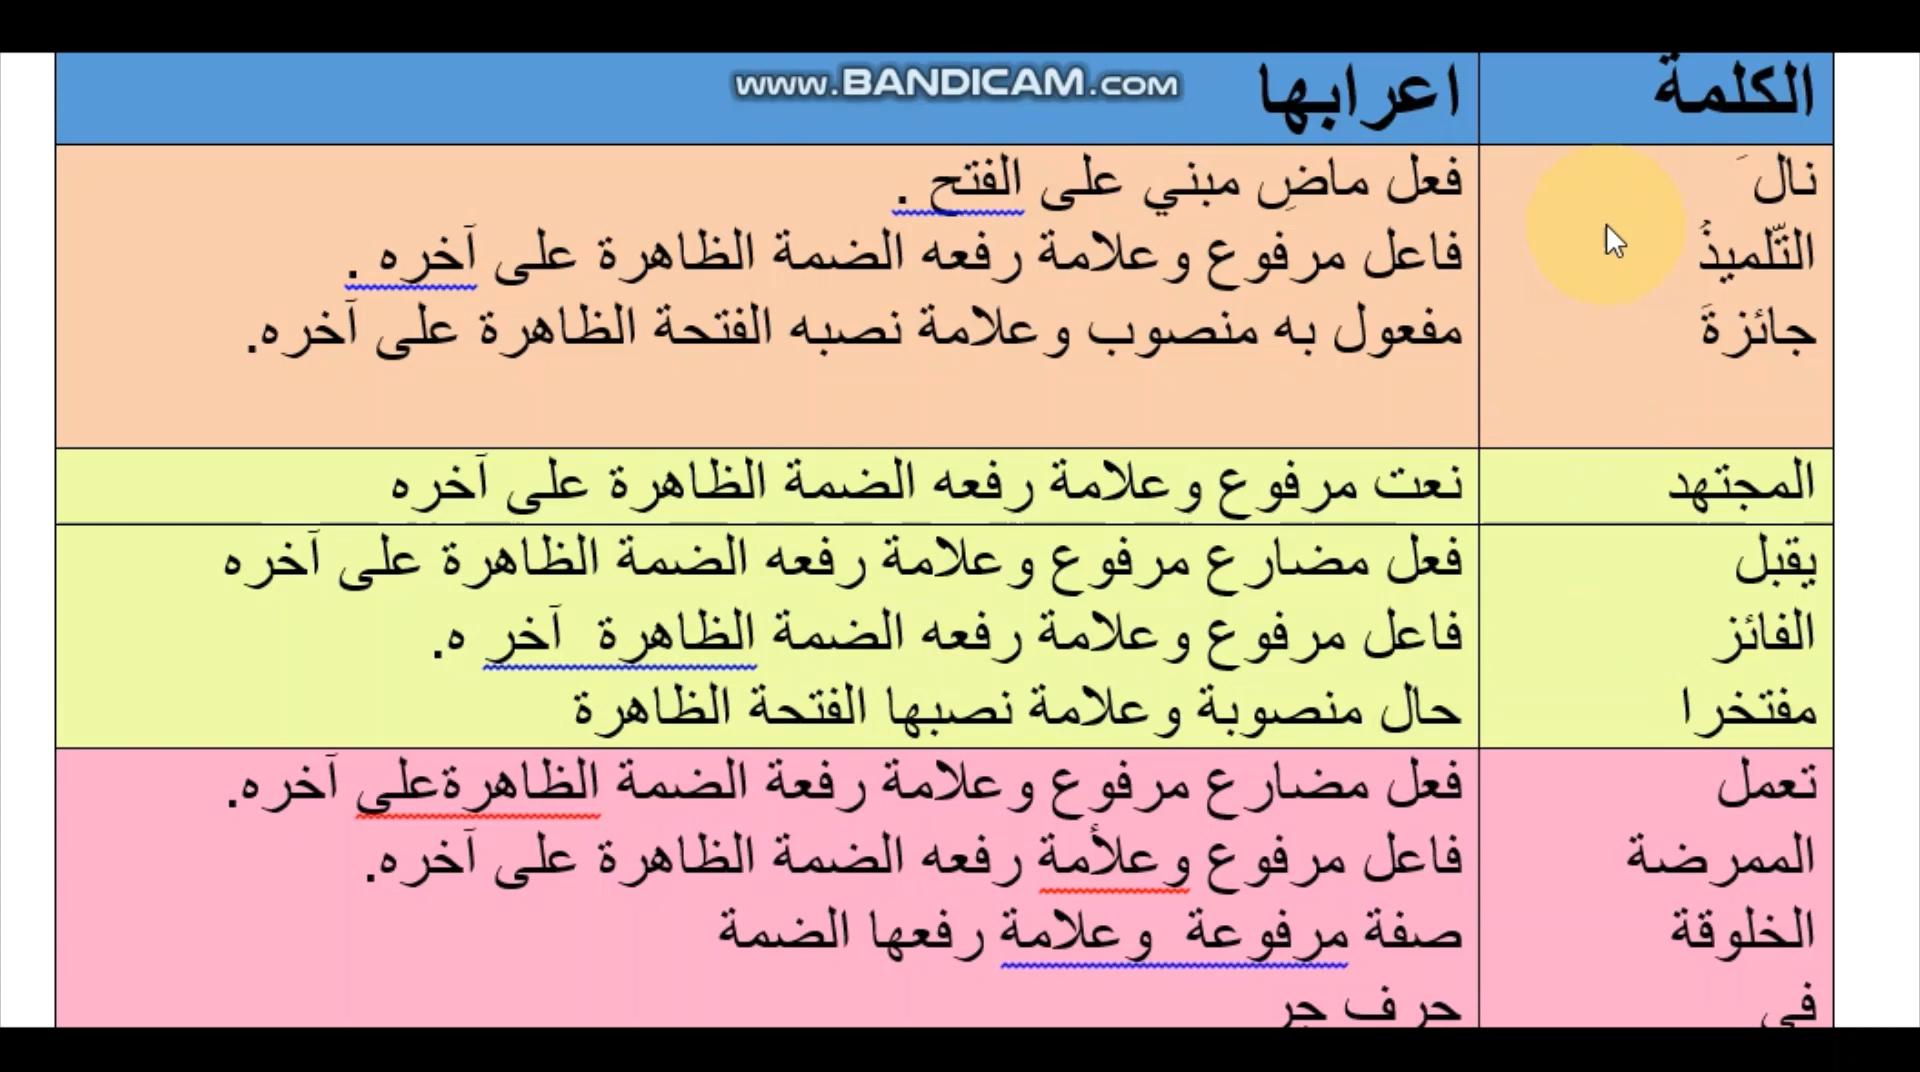 www.BANDICAM.com
الكلمة اعرابها
نالَ فعل ماضِ مبني على الفتح .
التّلميذُ فاعل مرفوع وعلامة رفعه الضمة الظاهرة على آخره .
جائزةَ مفعول به منصوب وعلامة نصبه الفتحة الظاهرة على آخره.
المجتهد نعت مرفوع وعلامة رفعه الضمة الظاهرة على آخره
يقبل فعل مضارع مرفوع وعلامة رفعه الضمة الظاهرة على آخره
الفائز فاعل مرفوع وعلامة رفعه الضمة الظاهرة آخر ه.
مفتخرا حال منصوبة وعلامة نصبها الفتحة الظاهرة
تعمل فعل مضارع مرفوع وعلامة رفعة الضمة الظاهرةعلى آخره.
الممرضة فاعل مرفوع وعلأمة رفعه الضمة الظاهرة على آخره.
الخلوقة صفة مرفوعة وعلامة رفعها الضمة
في حرف جر